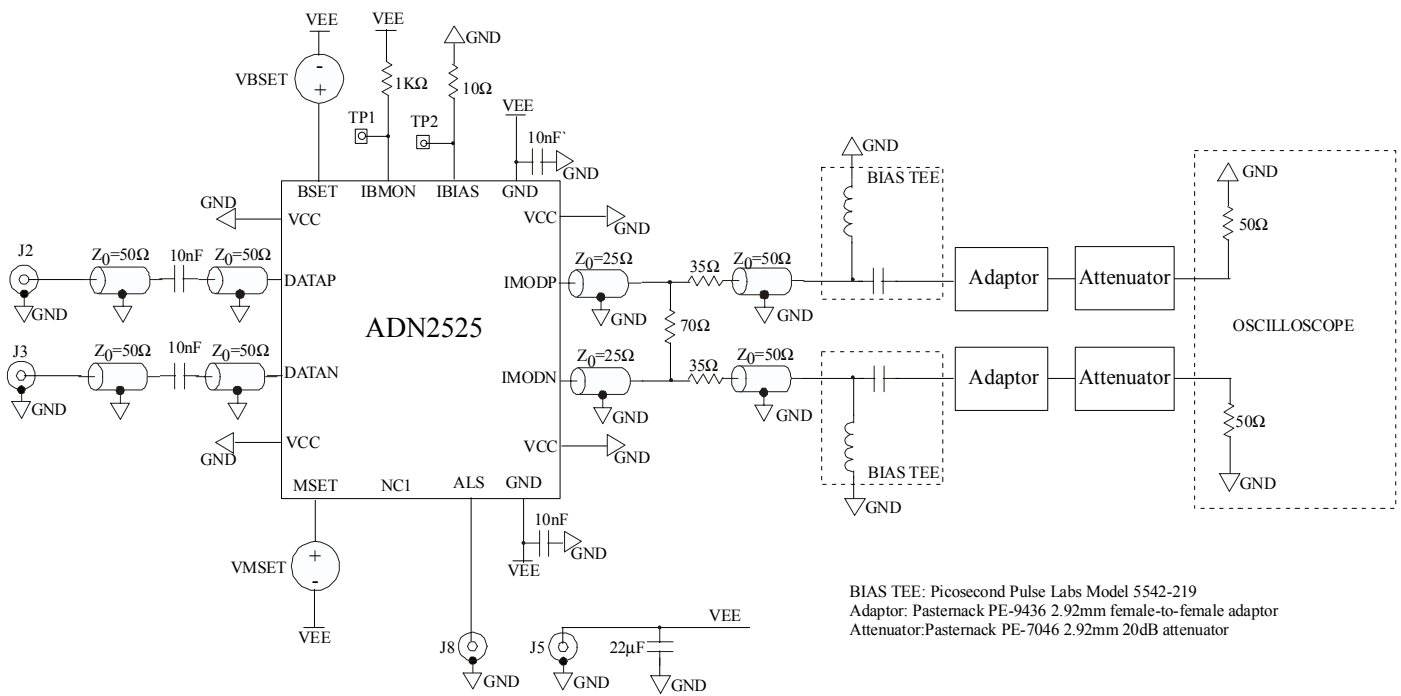 VEE
VEE
GND
VBSET
-
+
1KΩ
10Ω
VEE
TP1
TP2
10nF`
GND
GND
BIAS TEE
GND
BSET
IBMON
IBIAS
GND
GND
VCC
VCC
GND
50Ω
J2
Z0=50Ω
10nF
Z0=50Ω
DATAP
IMODP
Z0=25Ω
35Ω
Z0=50Ω
Adaptor
Attenuator
GND
GND
GND
ADN2525
70Ω
OSCILLOSCOPE
J3
Z0=50Ω
10nF
Z0=50Ω
DATAN
IMODN
Z0=25Ω
35Ω
Z0=50Ω
Adaptor
Attenuator
GND
GND
GND
50Ω
GND
VCC
VCC
GND
BIAS TEE
GND
GND
MSET
NC1
ALS
GND
10nF
GND
VEE
VMSET
+
-
VEE
BIAS TEE: Picosecond Pulse Labs Model 5542-219
Adaptor: Pasternack PE-9436 2.92mm female-to-female adaptor
Attenuator:Pasternack PE-7046 2.92mm 20dB attenuator
VEE
J8
J5
22µF
GND
GND
GND